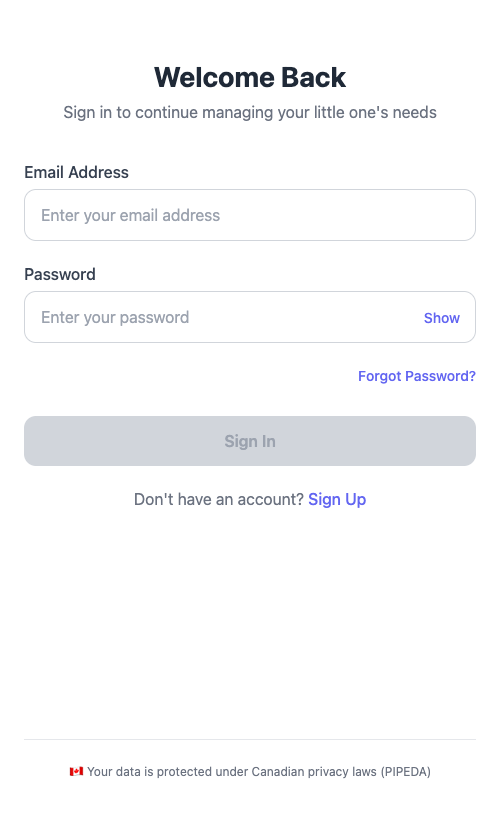 Welcome Back
Sign in to continue managing your little one's needs
Email Address
Enter your email address
Password
Enter your password
Show
Forgot Password?
Sign In
Don't have an account? Sign Up
🇨🇦 Your data is protected under Canadian privacy laws (PIPEDA)